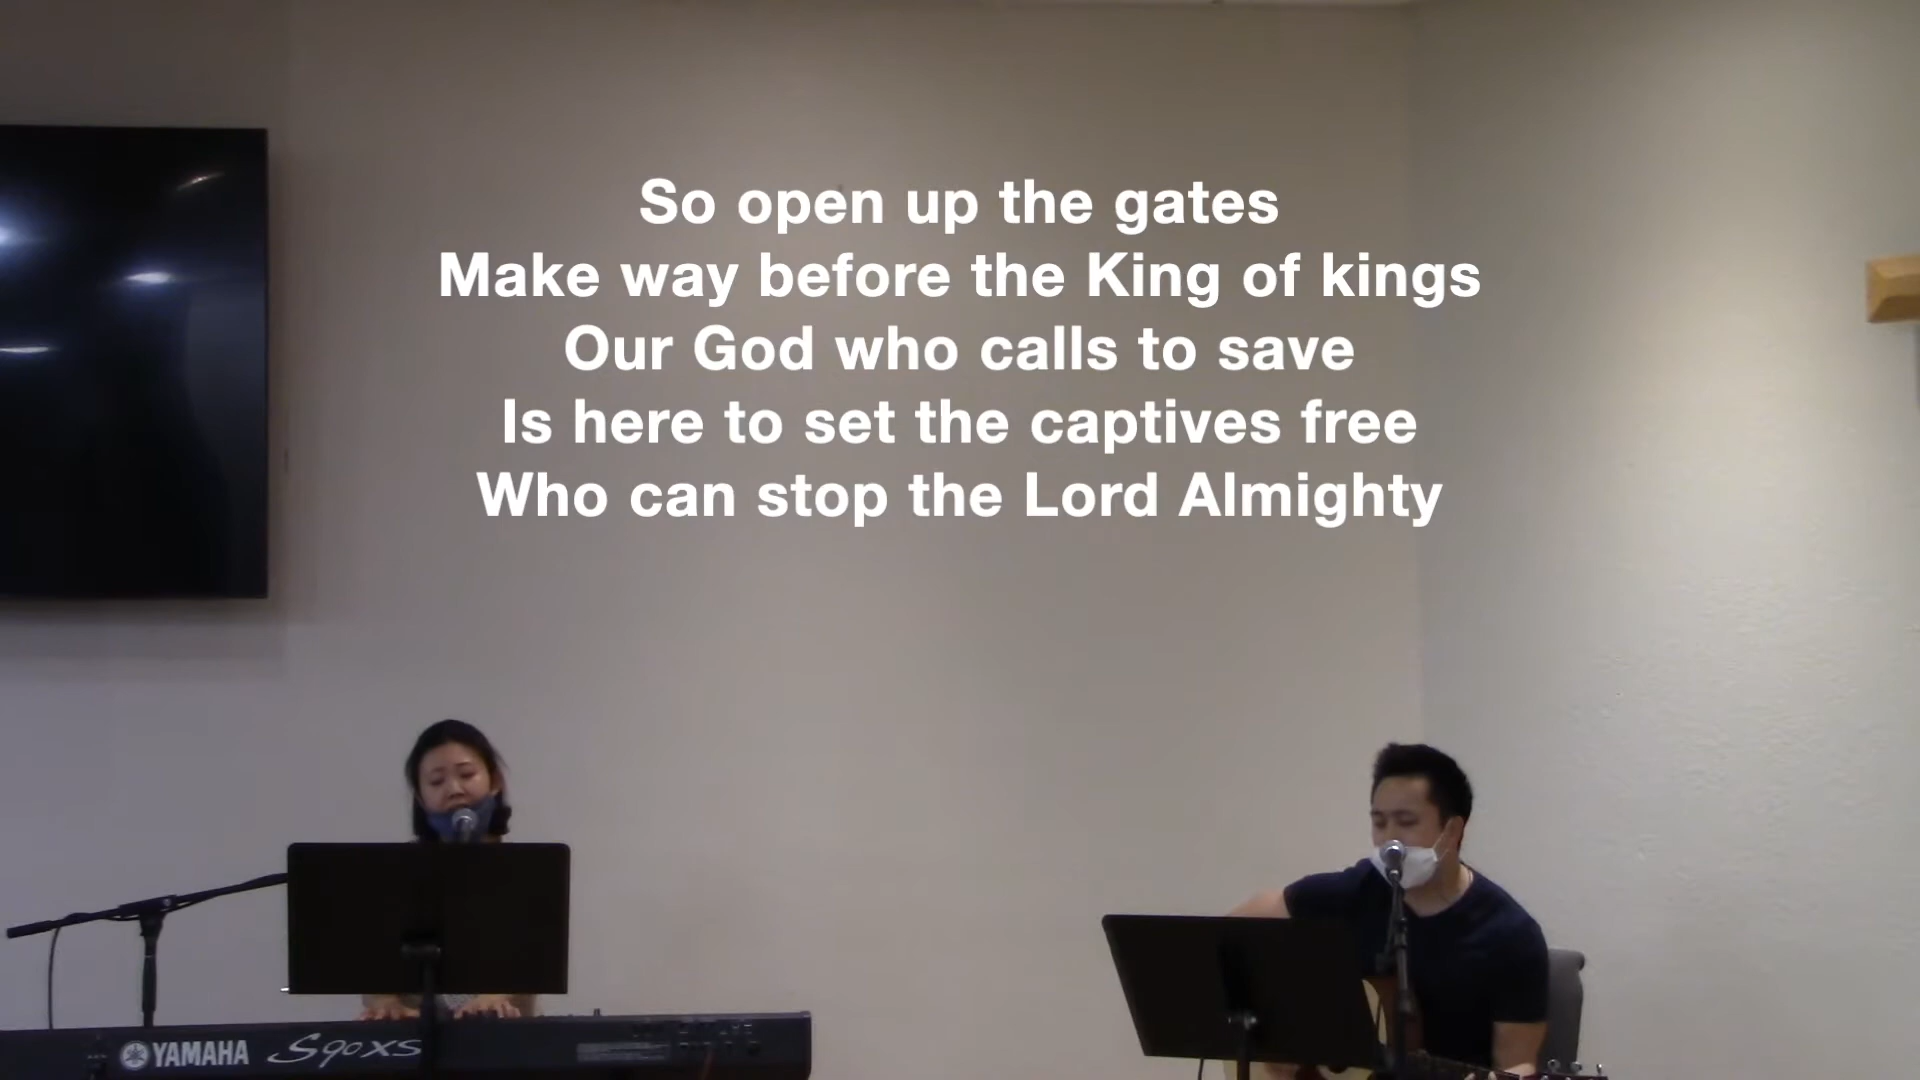 So open up the gates
Make way before the King of kings
Our God who calls to save
Is here to set the captives free
Who can stop the Lord Almighty
YAMAHA S90XS